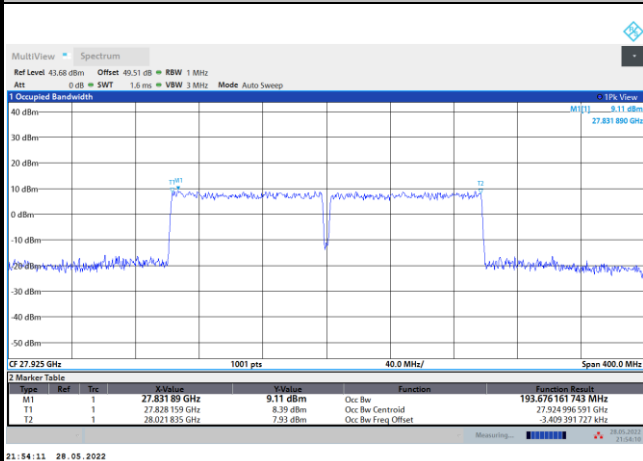 MultiView Spectrum
Ref Level 43.68 dBm Offset 49.51 dB RBW 1 MHz
Att 0 dB SWT 1.6 ms VBW 3 MHz Mode Auto Sweep
1 Occupied Bandwidth 1Pk View
M1[1] 9.11 dBm
27.831 890 GHz
40 dBm
30 dBm
20 dBm
T1 M1 T2
10 dBm
0 dBm
-10 dBm
-20 dBm
-30 dBm
-40 dBm
-50 dBm
CF 27.925 GHz 1001 pts 40.0 MHz/ Span 400.0 MHz
2 Marker Table
Type Ref Trc X-Value Y-Value Function Function Result
M1 1 27.831 89 GHz 9.11 dBm Occ Bw 193.676 161 743 MHz
T1 1 27.828 159 GHz 8.39 dBm Occ Bw Centroid 27.924 996 591 GHz
T2 1 28.021 835 GHz 7.93 dBm Occ Bw Freq Offset -3.409 391 727 kHz
Measuring... 28.05.2022
21:54:10
21:54:11 28.05.2022